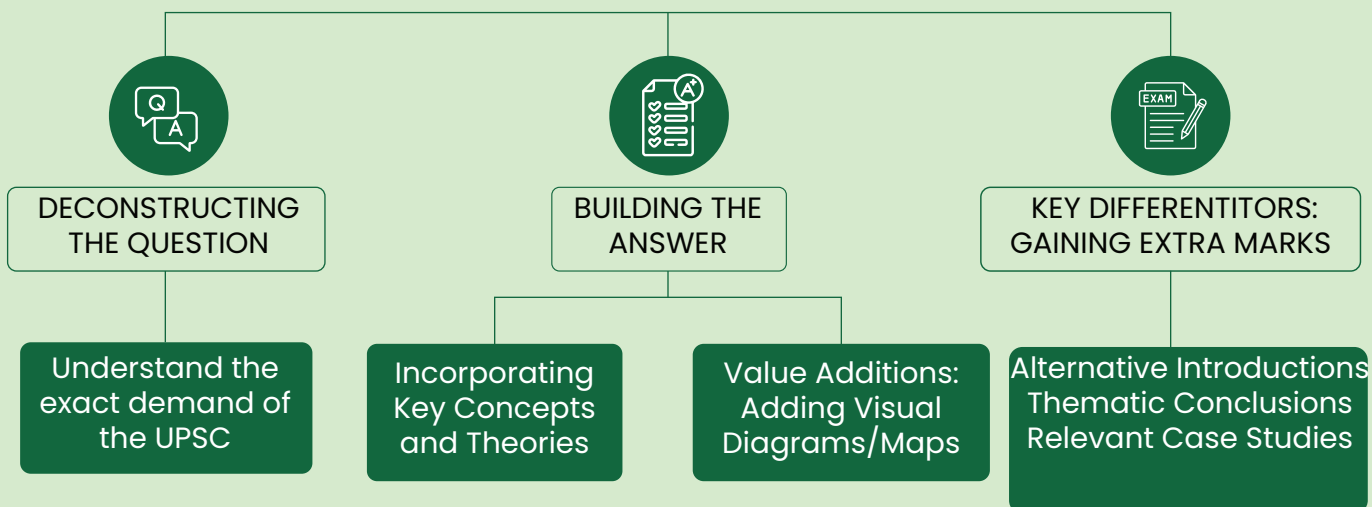 Q
A
A+
EXAM
DECONSTRUCTING
THE QUESTION
BUILDING THE
ANSWER
KEY DIFFERENTITORS:
GAINING EXTRA MARKS
Understand the
exact demand of
the UPSC
Incorporating
Key Concepts
and Theories
Value Additions:
Adding Visual
Diagrams/Maps
Alternative Introductions
Thematic Conclusions
Relevant Case Studies